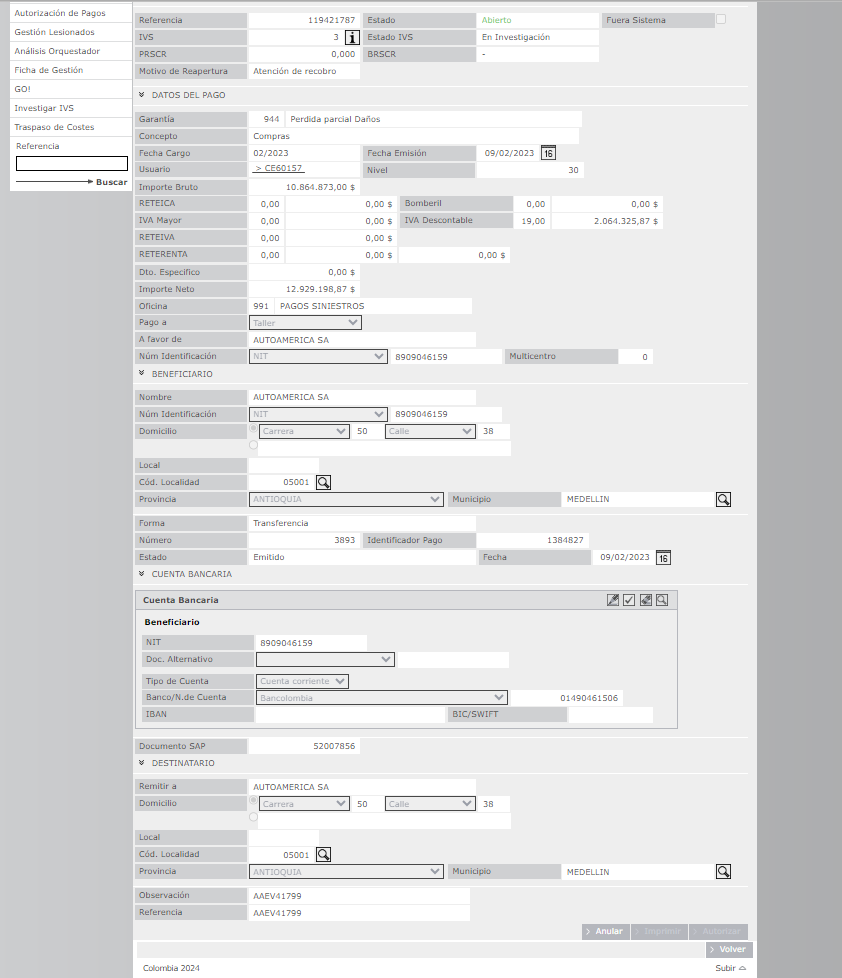 Autorización de Pagos
Gestión Lesionados
Análisis Orquestador
Ficha de Gestión
GO!
Investigar IVS
Traspaso de Costes
Referencia
Buscar
Referencia 119421787 Estado Abierto Fuera Sistema
IVS 3 i Estado IVS En Investigación
PRSCR 0,000 BRSCR -
Motivo de Reapertura Atención de recobro
DATOS DEL PAGO
Garantía 944 Perdida parcial Daños
Concepto Compras
Fecha Cargo 02/2023 Fecha Emisión 09/02/2023 16
Usuario > CE60157 Nivel 30
Importe Bruto 10.864.873,00 $
RETEICA 0,00 0,00 $ Bomberil 0,00 0,00 $
IVA Mayor 0,00 0,00 $ IVA Descontable 19,00 2.064.325,87 $
RETEIVA 0,00 0,00 $
RETERENTA 0,00 0,00 $ 0,00 $
Dto. Especifico 0,00 $
Importe Neto 12.929.198,87 $
Oficina 991 PAGOS SINIESTROS
Pago a Taller
A favor de AUTOAMERICA SA
Núm Identificación NIT 8909046159 Multicentro 0
BENEFICIARIO
Nombre AUTOAMERICA SA
Núm Identificación NIT 8909046159
Domicilio Carrera 50 Calle 38
Local
Cód. Localidad 05001
Provincia ANTIOQUIA Municipio MEDELLIN
Forma Transferencia
Número 3893 Identificador Pago 1384827
Estado Emitido Fecha 09/02/2023 16
CUENTA BANCARIA
Cuenta Bancaria
Beneficiario
NIT 8909046159
Doc. Alternativo
Tipo de Cuenta Cuenta corriente
Banco/N.de Cuenta Bancolombia 01490461506
IBAN BIC/SWIFT
Documento SAP 52007856
DESTINATARIO
Remitir a AUTOAMERICA SA
Domicilio Carrera 50 Calle 38
Local
Cód. Localidad 05001
Provincia ANTIOQUIA Municipio MEDELLIN
Observación AAEV41799
Referencia AAEV41799
> Anular > Imprimir > Autorizar
> Volver
Colombia 2024 Subir